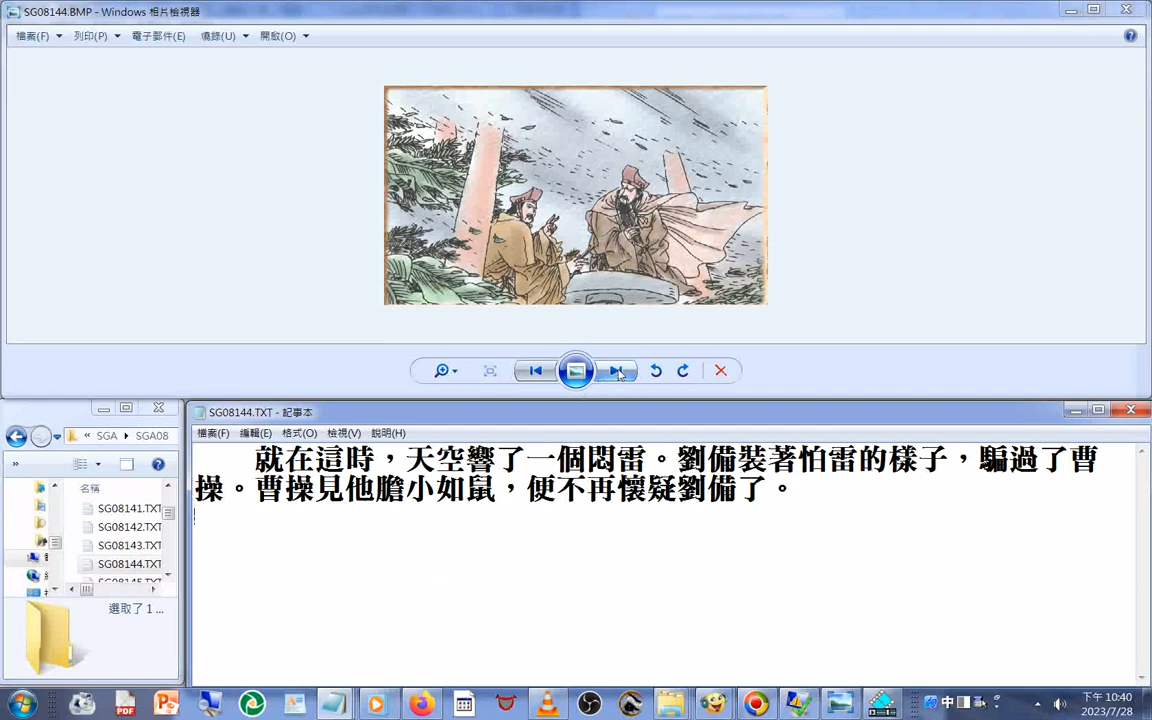 SG08144.BMP - Windows 相片檢視器
檔案(F) 列印(P) 電子郵件(E) 燒錄(U) 開啟(O)
SG08144.TXT - 記事本
檔案(F) 編輯(E) 格式(O) 檢視(V) 說明(H)
就在這時，天空響了一個悶雷。劉備裝著怕雷的樣子，騙過了曹
操。曹操見他膽小如鼠，便不再懷疑劉備了。
« SGA ▸ SGA08
»
名稱
SG08141.TXT
SG08142.TXT
SG08143.TXT
SG08144.TXT
SG08145.TXT
選取了 1 ...
PDF
中
下午 10:40
2023/7/28